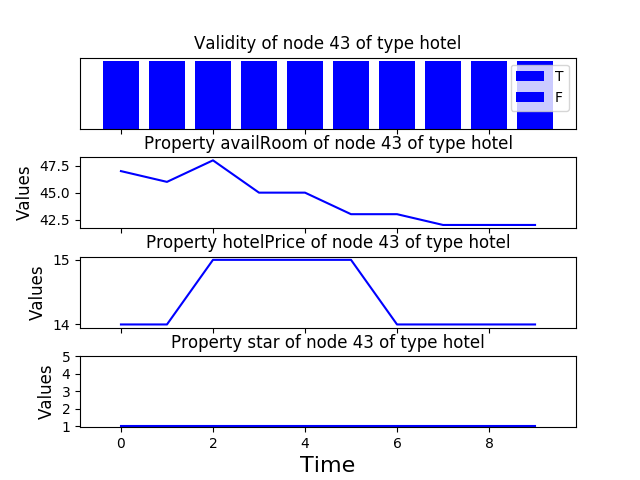 Validity of node 43 of type hotel
T
F
Property availRoom of node 43 of type hotel
Values
47.5
45.0
42.5
Property hotelPrice of node 43 of type hotel
Values
15
14
Property star of node 43 of type hotel
Values
5
4
3
2
1
0 2 4 6 8
Time